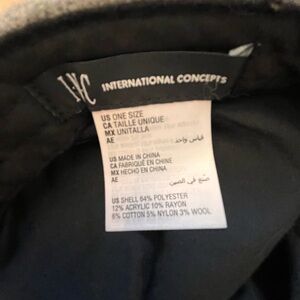 I·N·C INTERNATIONAL CONCEPTS
US ONE SIZE
CA TAILLE UNIQUE
MX UNITALLA
AE قياس واحد
US MADE IN CHINA
CA FABRIQUÉ EN CHINE
MX HECHO EN CHINA
AE صنع في الصين
US SHELL 64% POLYESTER
12% ACRYLIC 10% RAYON
6% COTTON 5% NYLON 3% WOOL